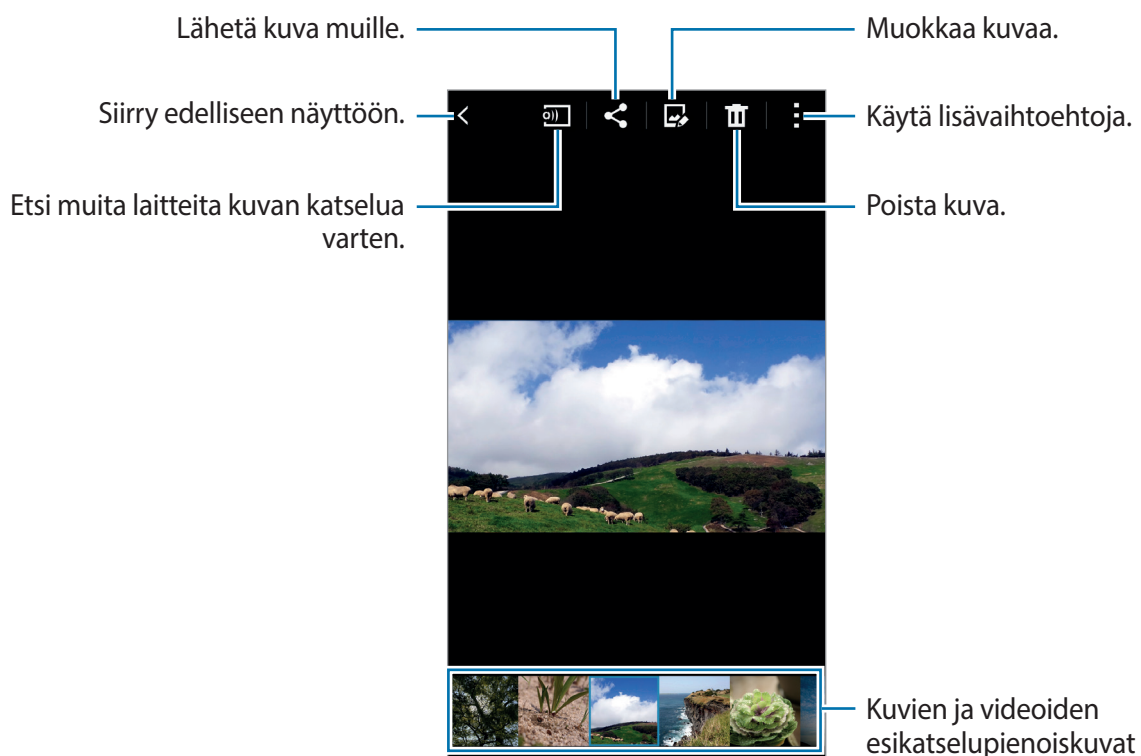 Lähetä kuva muille.
Muokkaa kuvaa.
Siirry edelliseen näyttöön.
Käytä lisävaihtoehtoja.
Etsi muita laitteita kuvan katselua
varten.
Poista kuva.
Kuvien ja videoiden
esikatselupienoiskuvat